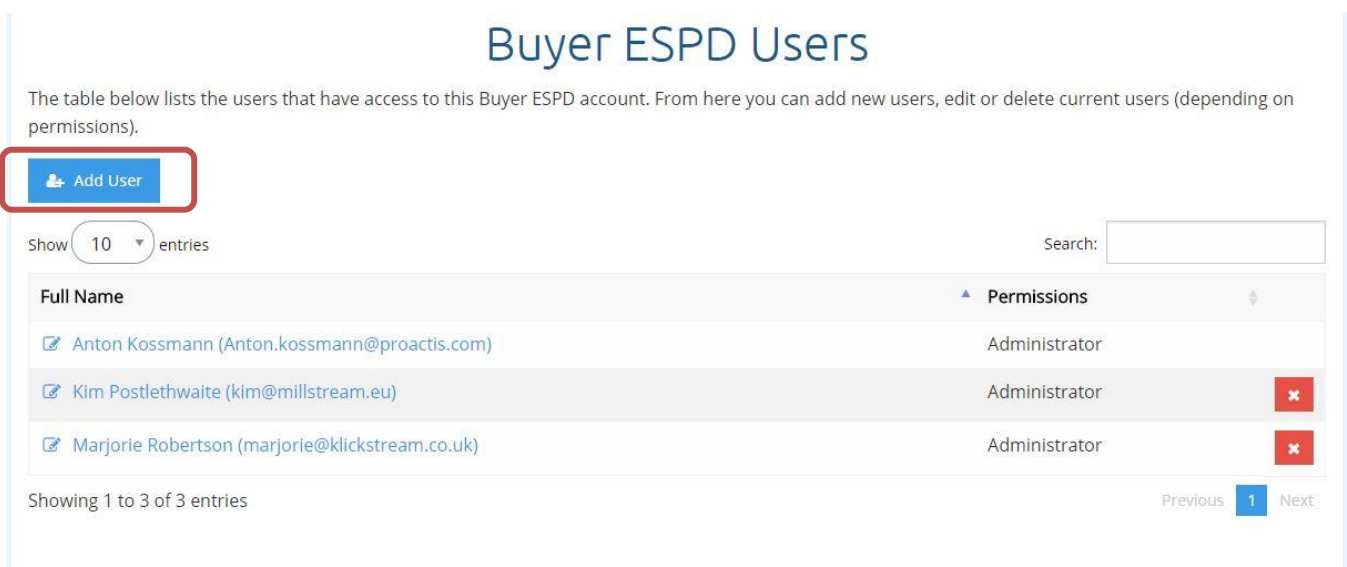 Buyer ESPD Users
The table below lists the users that have access to this Buyer ESPD account. From here you can add new users, edit or delete current users (depending on
permissions).
Add User
Show 10 entries Search:
Full Name Permissions
Anton Kossmann (Anton.kossmann@proactis.com) Administrator
Kim Postlethwaite (kim@millstream.eu) Administrator
Marjorie Robertson (marjorie@klickstream.co.uk) Administrator
Showing 1 to 3 of 3 entries Previous 1 Next